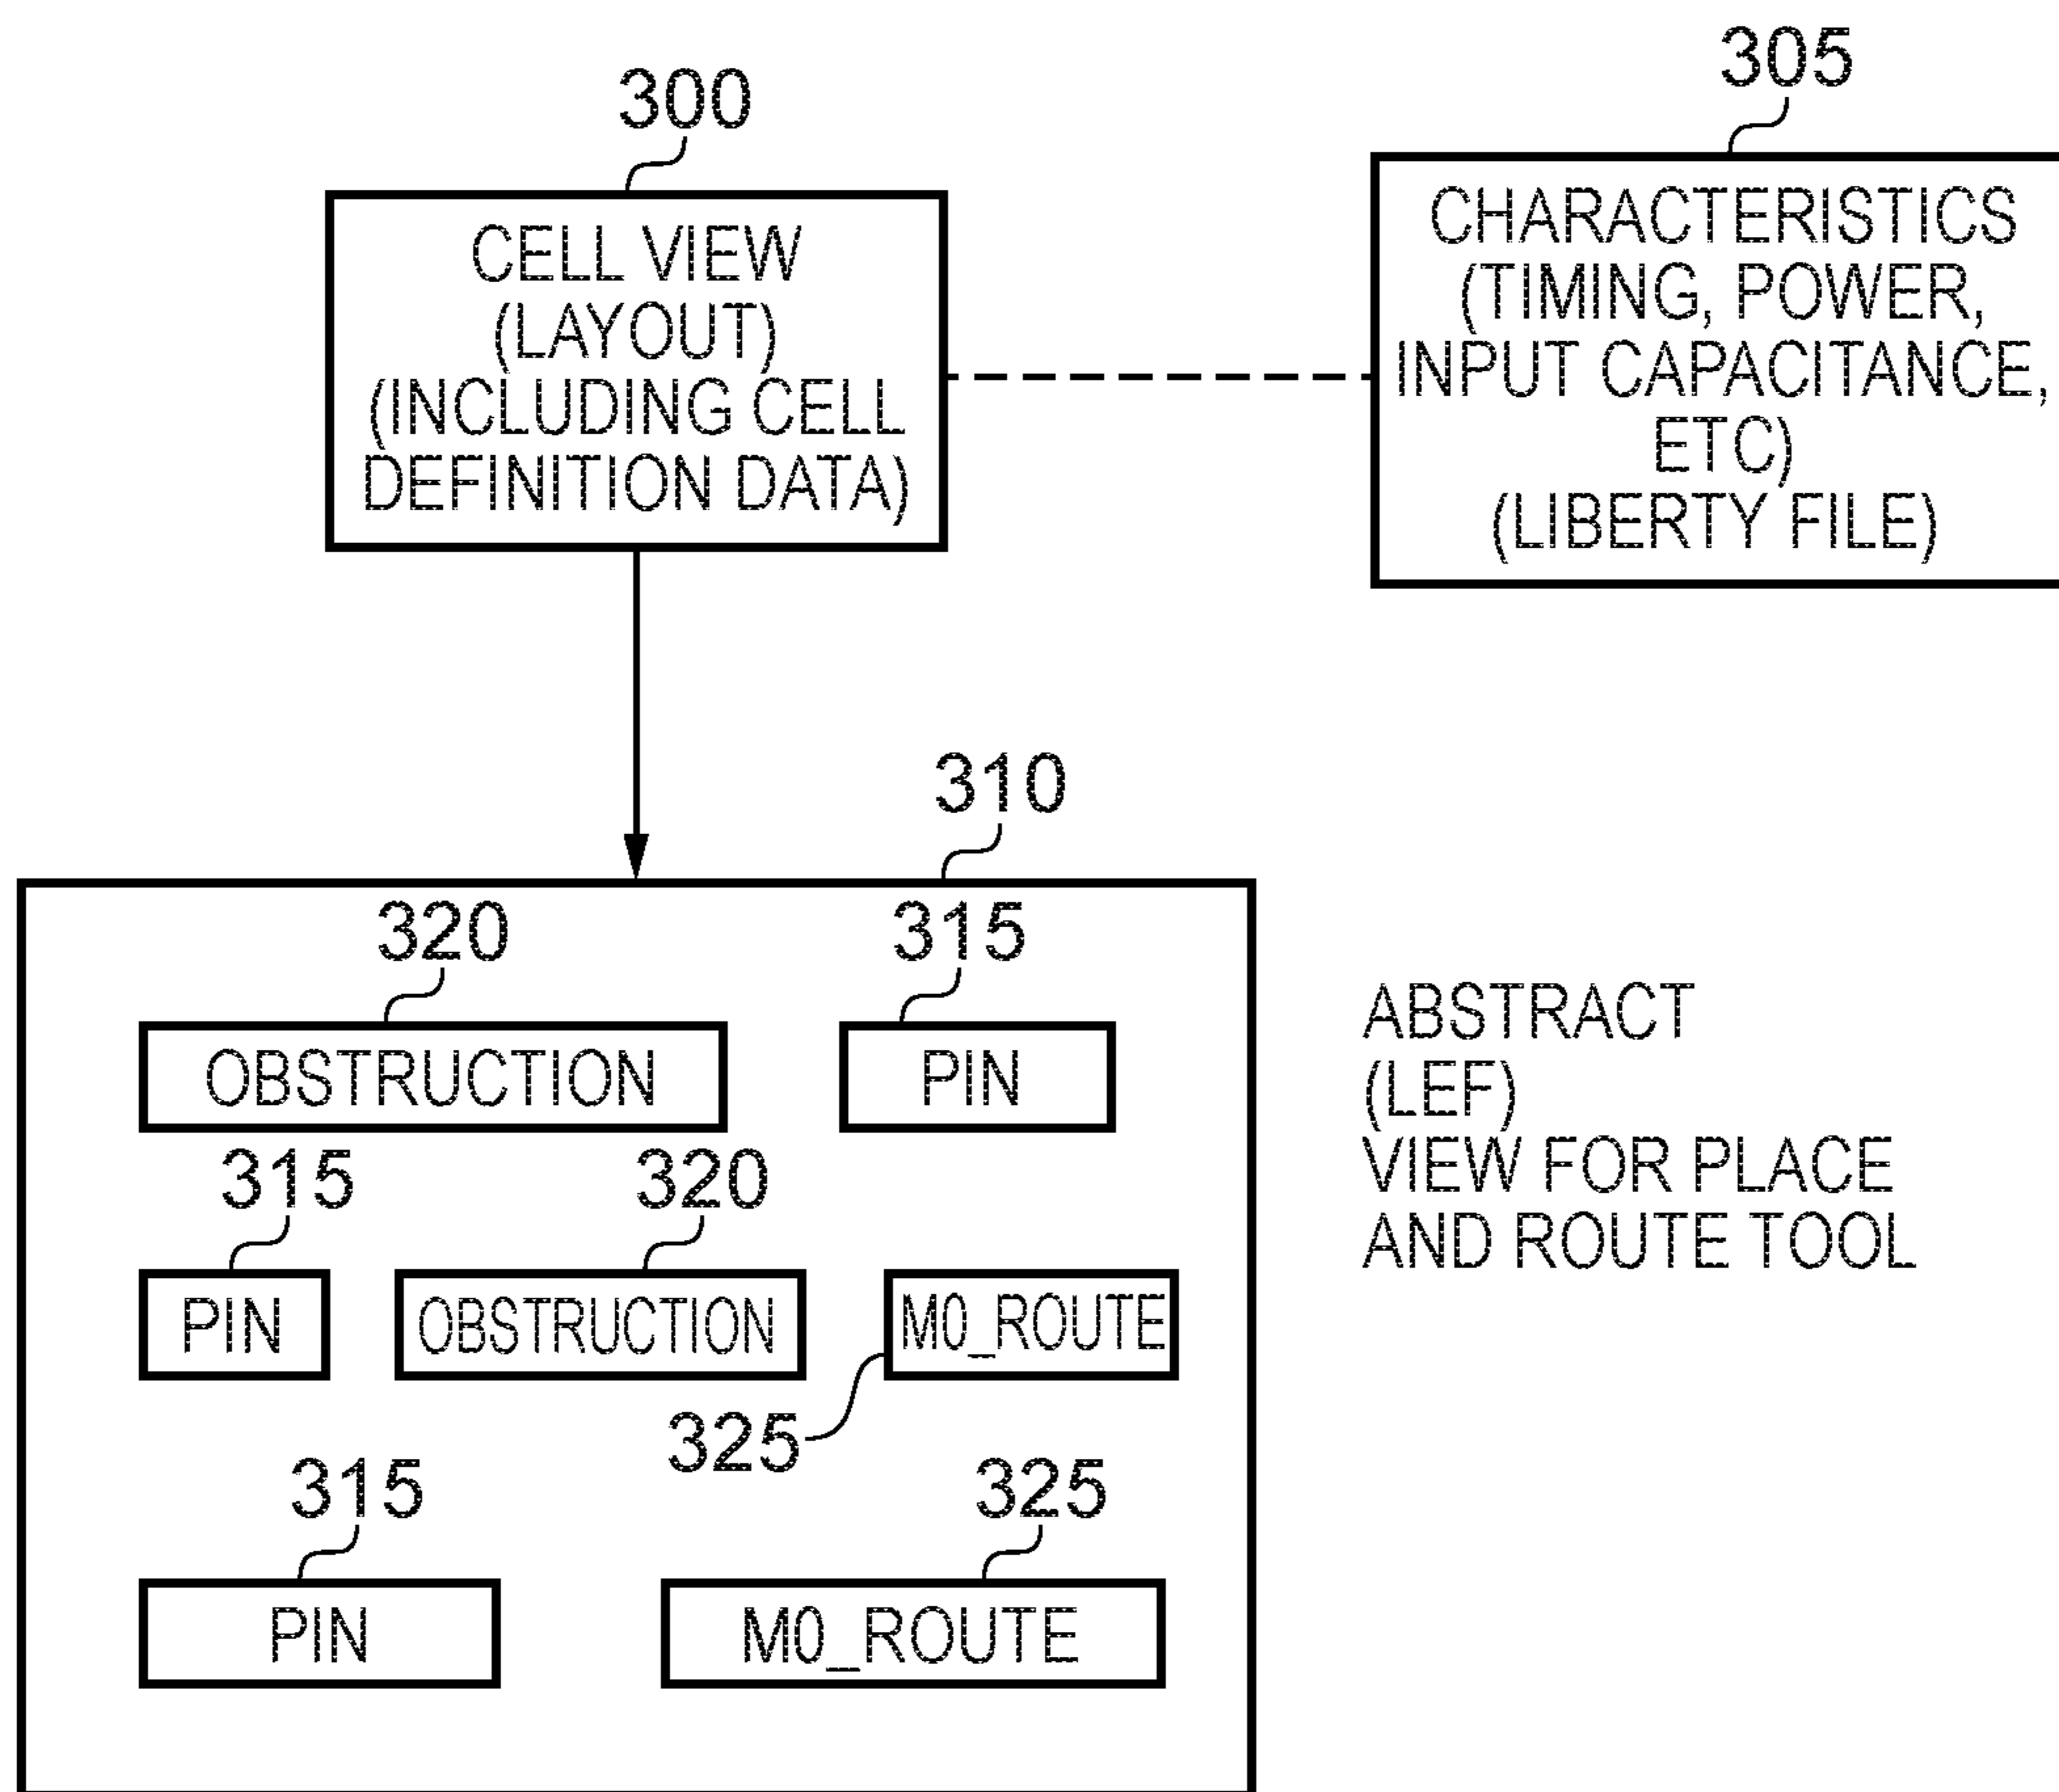 300
CELL VIEW
(LAYOUT)
(INCLUDING CELL
DEFINITION DATA)
305
CHARACTERISTICS
(TIMING, POWER,
INPUT CAPACITANCE,
ETC)
(LIBERTY FILE)
310
320
315
OBSTRUCTION
PIN
315
320
PIN
OBSTRUCTION
M0_ROUTE
325
315
325
PIN
M0_ROUTE
ABSTRACT
(LEF)
VIEW FOR PLACE
AND ROUTE TOOL